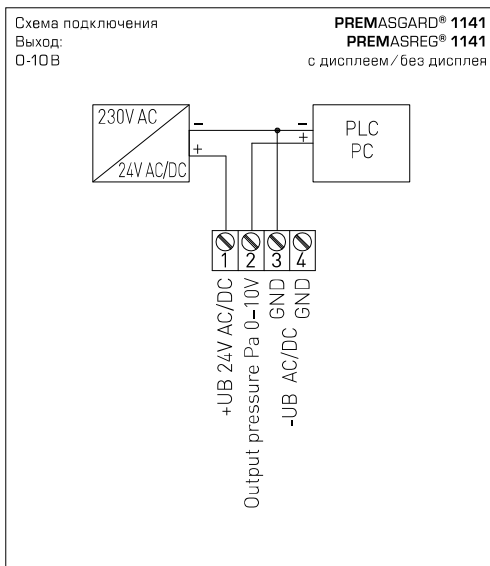 Схема подключения
Выход:
0-10В
PREMASGARD® 1141
PREMASREG® 1141
с дисплеем/без дисплея
230V AC
24V AC/DC
–
+
–
+
PLC
PC
1 2 3 4
+UB 24V AC/DC
Output pressure Pa 0–10V
GND
-UB AC/DC
GND